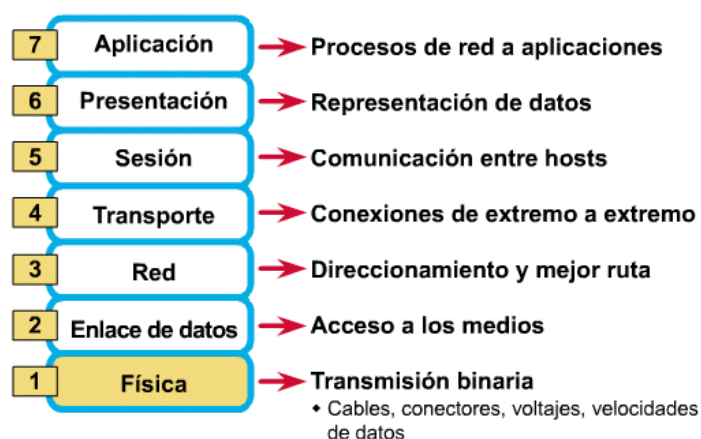 7 Aplicación Procesos de red a aplicaciones
6 Presentación Representación de datos
5 Sesión Comunicación entre hosts
4 Transporte Conexiones de extremo a extremo
3 Red Direccionamiento y mejor ruta
2 Enlace de datos Acceso a los medios
1 Física Transmisión binaria
• Cables, conectores, voltajes, velocidades
de datos